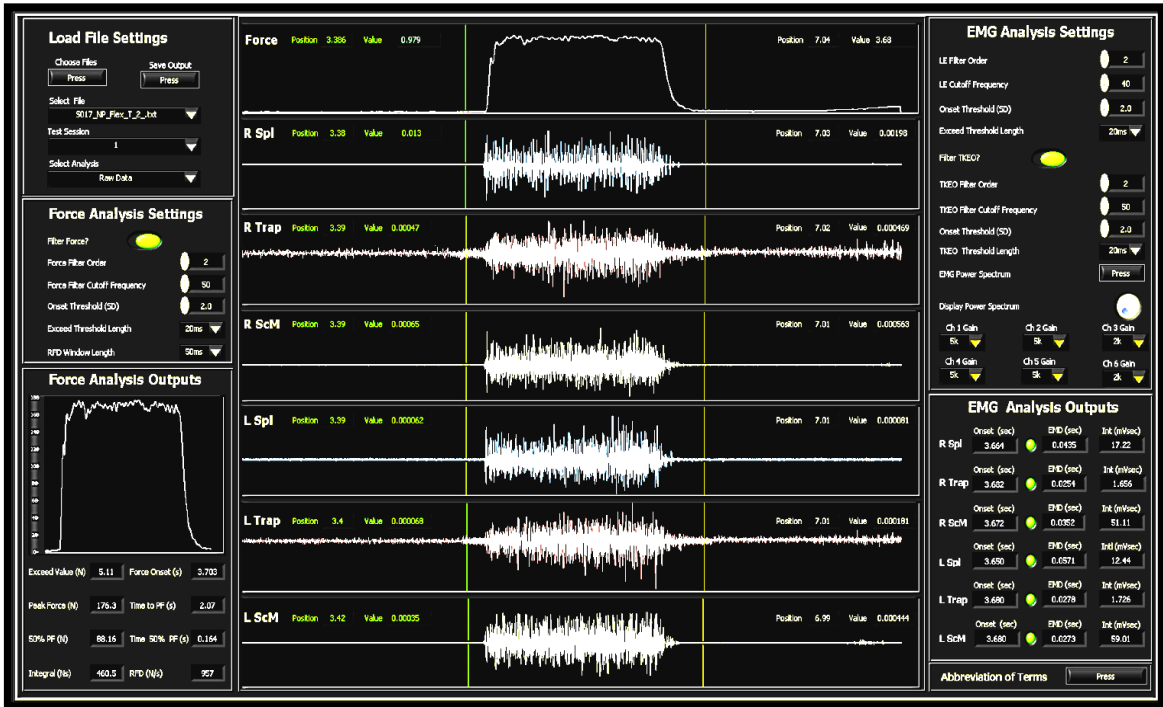 Load File Settings
Choose Files Save Output
Press Press
Select File
S017_NP_Flex_T_2_.txt
Test Session
1
Select Analysis
Raw Data
Force Analysis Settings
Filter Force?
Force Filter Order 2
Force Filter Cutoff Frequency 50
Onset Threshold (SD) 2.0
Exceed Threshold Length 20ms
RFD Window Length 50ms
Force Analysis Outputs
Exceed Value (N) 5.11 Force Onset (s) 3.703
Peak Force (N) 176.3 Time to PF (s) 2.07
50% PF (N) 88.16 Time 50% PF (s) 0.164
Integral (Ns) 460.5 RFD (N/s) 957
Force Position 3.386 Value 0.979 Position 7.04 Value 3.68
R Spl Position 3.38 Value 0.013 Position 7.03 Value 0.00198
R Trap Position 3.39 Value 0.00047 Position 7.02 Value 0.000469
R ScM Position 3.39 Value 0.00065 Position 7.01 Value 0.000563
L Spl Position 3.39 Value 0.000062 Position 7.01 Value 0.000081
L Trap Position 3.4 Value 0.000068 Position 7.01 Value 0.000181
L ScM Position 3.42 Value 0.00035 Position 6.99 Value 0.000444
EMG Analysis Settings
LE Filter Order 2
LE Cutoff Frequency 40
Onset Threshold (SD) 2.0
Exceed Threshold Length 20ms
Filter TKEO?
TKEO Filter Order 2
TKEO Filter Cutoff Frequency 50
Onset Threshold (SD) 2.0
TKEO Threshold Length 20ms
EMG Power Spectrum Press
Display Power Spectrum
Ch 1 Gain Ch 2 Gain Ch 3 Gain
5k 5k 2k
Ch 4 Gain Ch 5 Gain Ch 6 Gain
5k 5k 2k
EMG Analysis Outputs
Onset (sec) EMD (sec) Int (mVsec)
R Spl 3.664 0.0435 17.22
Onset (sec) EMD (sec) Int (mVsec)
R Trap 3.682 0.0254 1.656
Onset (sec) EMD (sec) Int (mVsec)
R ScM 3.672 0.0352 51.11
Onset (sec) EMD (sec) Intl (mVsec)
L Spl 3.650 0.0571 12.44
Onset (sec) EMD (sec) Int (mVsec)
L Trap 3.680 0.0278 1.726
Onset (sec) EMD (sec) Int (mVsec)
L ScM 3.680 0.0273 59.01
Abbreviation of Terms Press